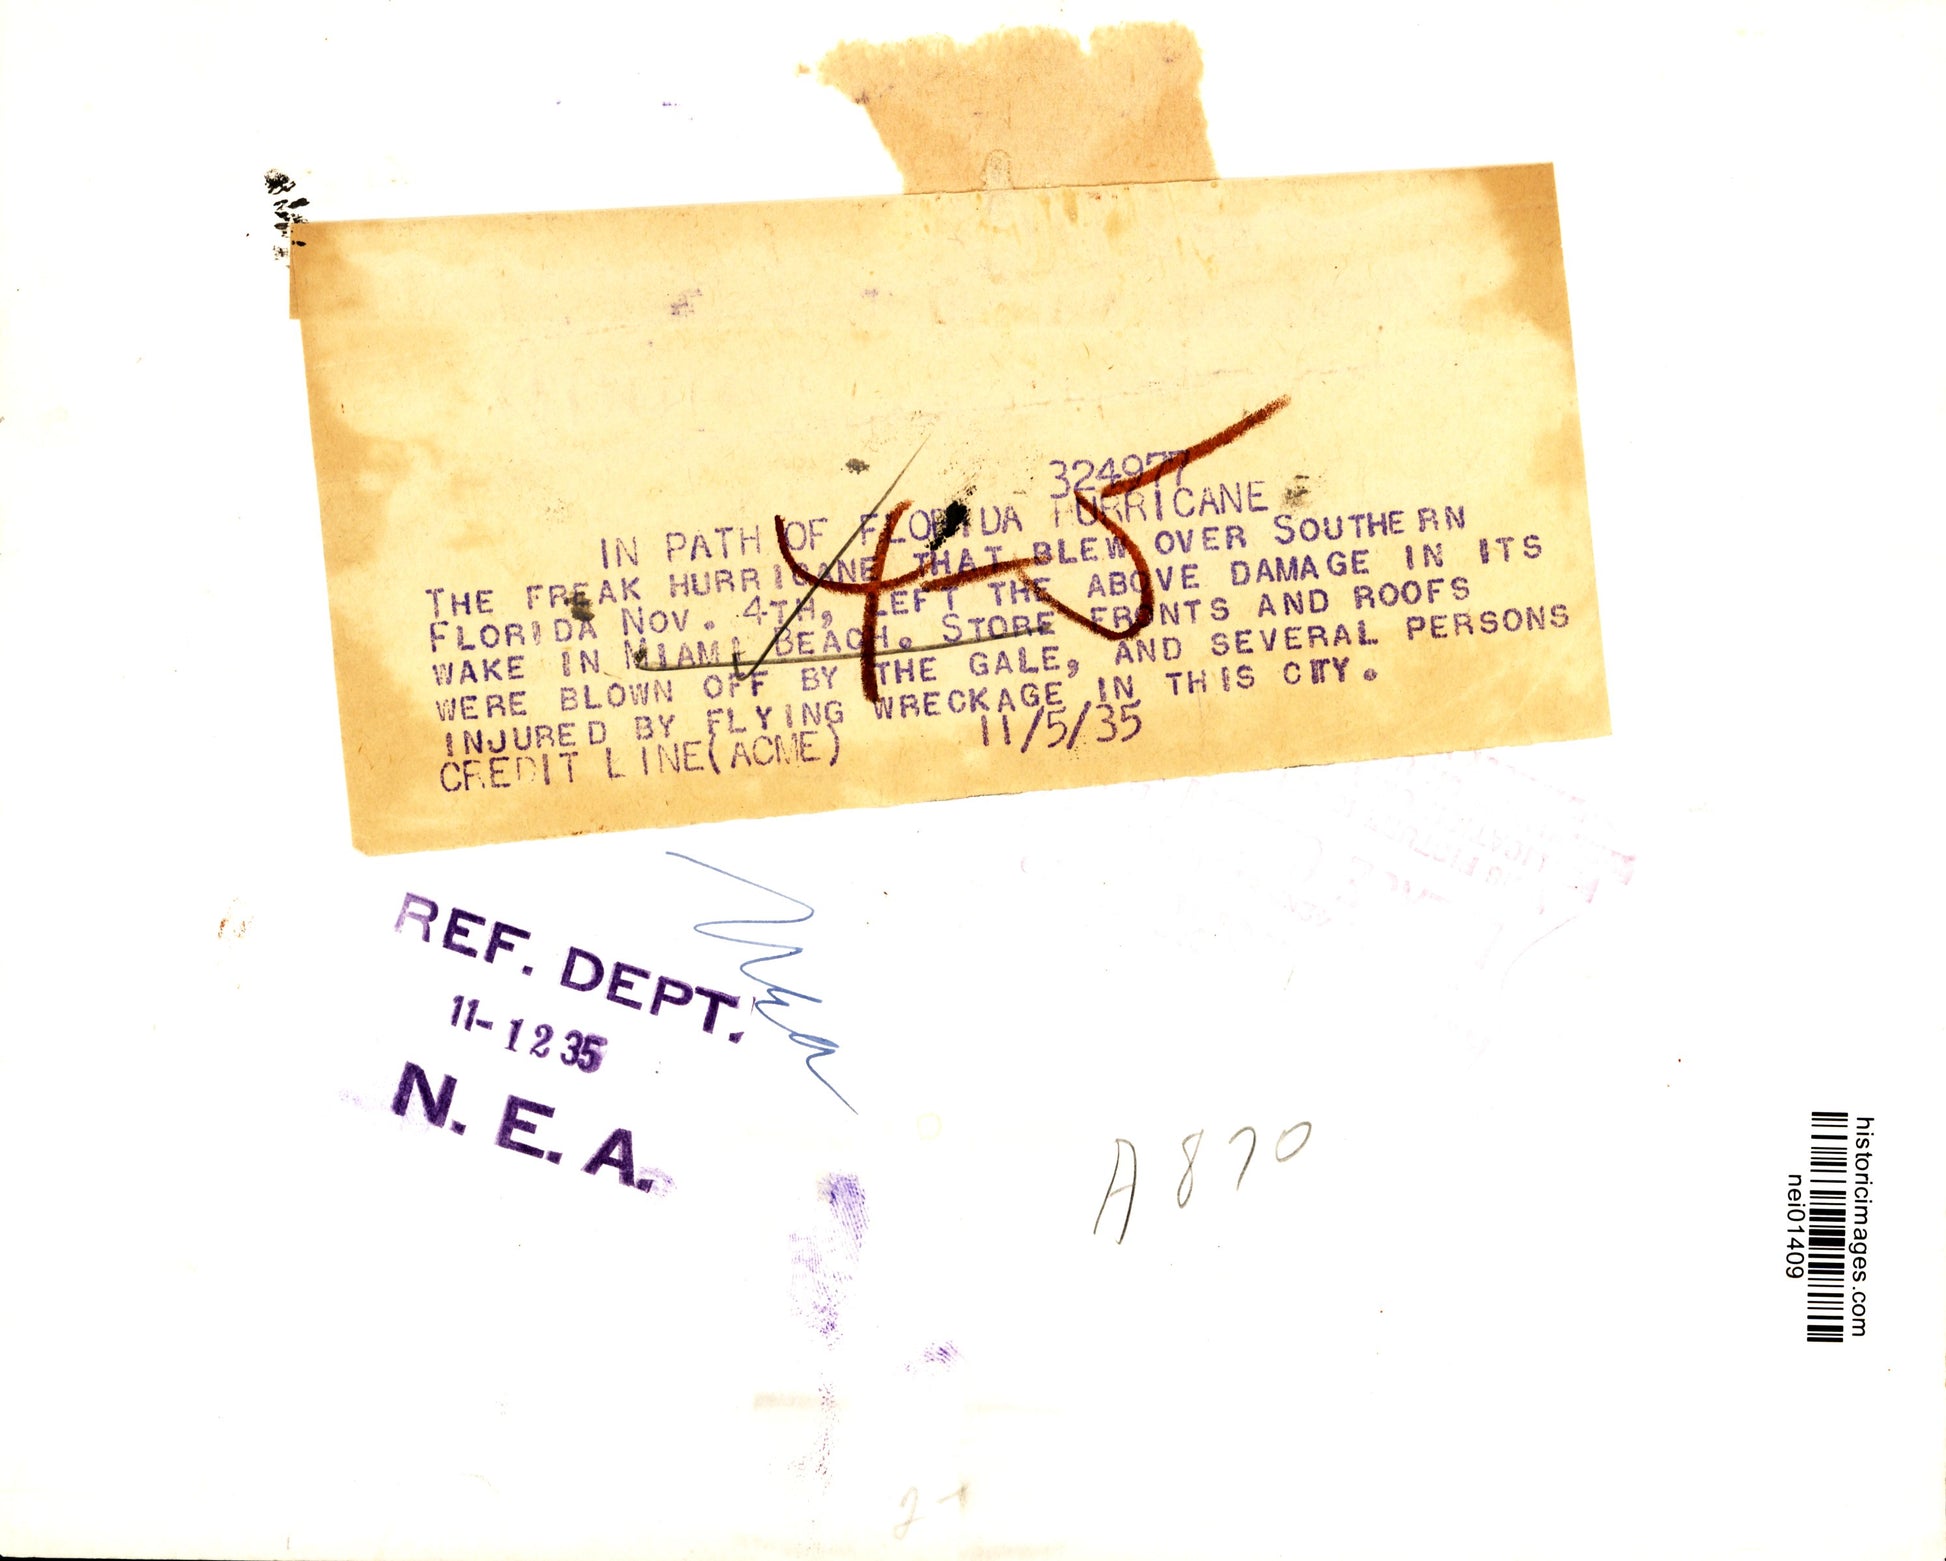 324977
IN PATH OF FLORIDA HURRICANE
THE FREAK HURRICANE THAT BLEW OVER SOUTHERN
FLORIDA NOV. 4TH, LEFT THE ABOVE DAMAGE IN ITS
WAKE IN MIAMI BEACH. STORE FRONTS AND ROOFS
WERE BLOWN OFF BY THE GALE, AND SEVERAL PERSONS
INJURED BY FLYING WRECKAGE IN THIS CITY.
CREDIT LINE(ACME) 11/5/35
4-5
REF. DEPT.
11-12 35
N. E. A.
A 870
historicimages.com
nei01409